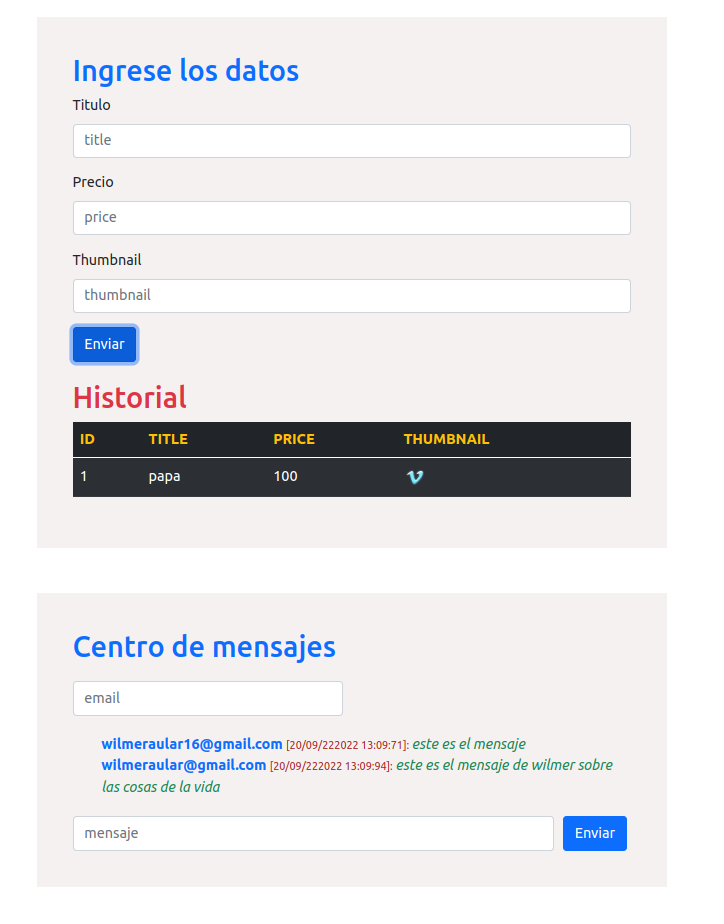 Ingrese los datos
Titulo
title
Precio
price
Thumbnail
thumbnail
Enviar
Historial
ID TITLE PRICE THUMBNAIL
1 papa 100
Centro de mensajes
email
wilmeraular16@gmail.com [20/09/222022 13:09:71]: este es el mensaje
wilmeraular@gmail.com [20/09/222022 13:09:94]: este es el mensaje de wilmer sobre
las cosas de la vida
mensaje Enviar